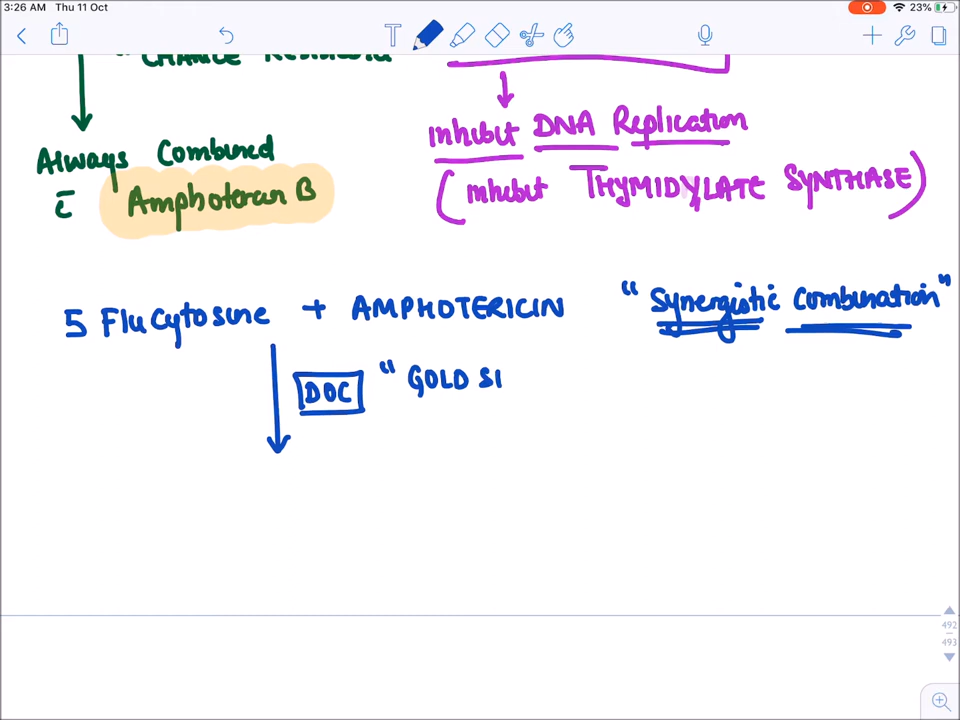 3:26 AM Thu 11 Oct
23%
T
Inhibit DNA Replication
Always Combined
c̄ Amphoterecin B
(Inhibit THYMIDYLATE SYNTHASE)
5 Flucytosine + AMPHOTERICIN "Synergistic Combination"
DOC "GOLD St
492
493